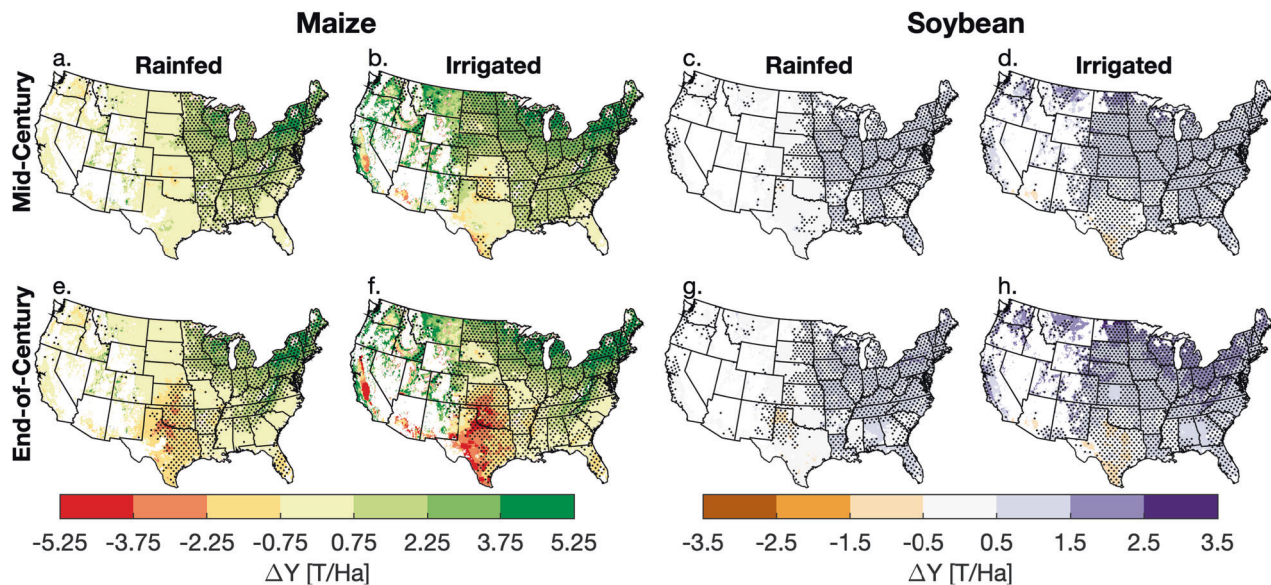 Maize Soybean
a. Rainfed b. Irrigated c. Rainfed d. Irrigated
Mid-Century
e. f. g. h.
End-of-Century
-5.25 -3.75 -2.25 -0.75 0.75 2.25 3.75 5.25 -3.5 -2.5 -1.5 -0.5 0.5 1.5 2.5 3.5
ΔY [T/Ha] ΔY [T/Ha]